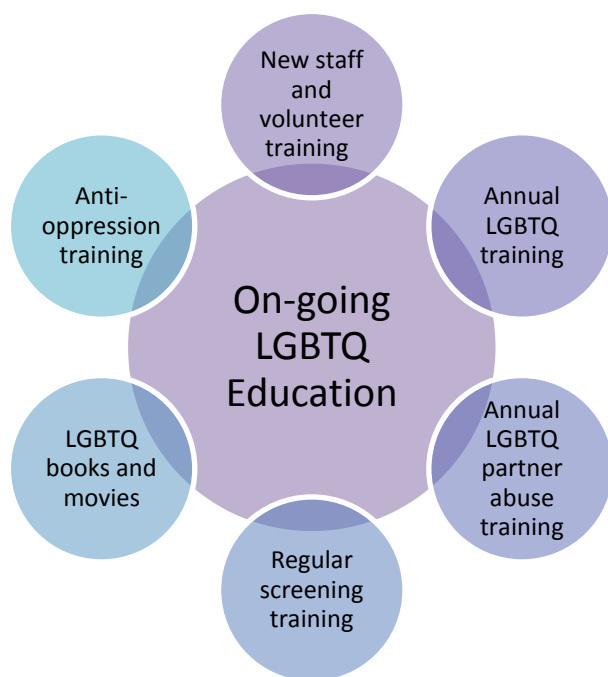 New staff
and
volunteer
training
Anti-
oppression
training
Annual
LGBTQ
training
On-going
LGBTQ
Education
LGBTQ
books and
movies
Annual
LGBTQ
partner
abuse
training
Regular
screening
training